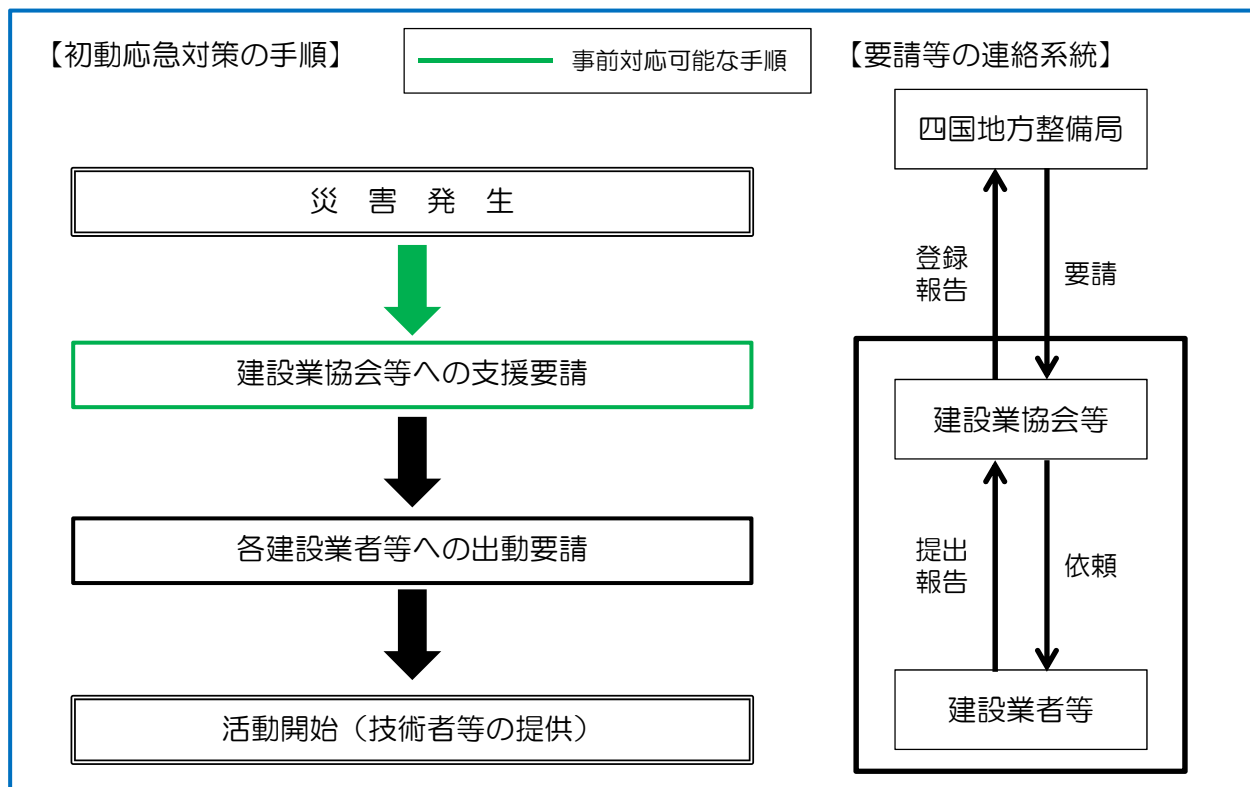 【初動応急対策の手順】
事前対応可能な手順
災　害　発　生
建設業協会等への支援要請
各建設業者等への出動要請
活動開始（技術者等の提供）
【要請等の連絡系統】
四国地方整備局
登録
報告
要請
建設業協会等
提出
報告
依頼
建設業者等